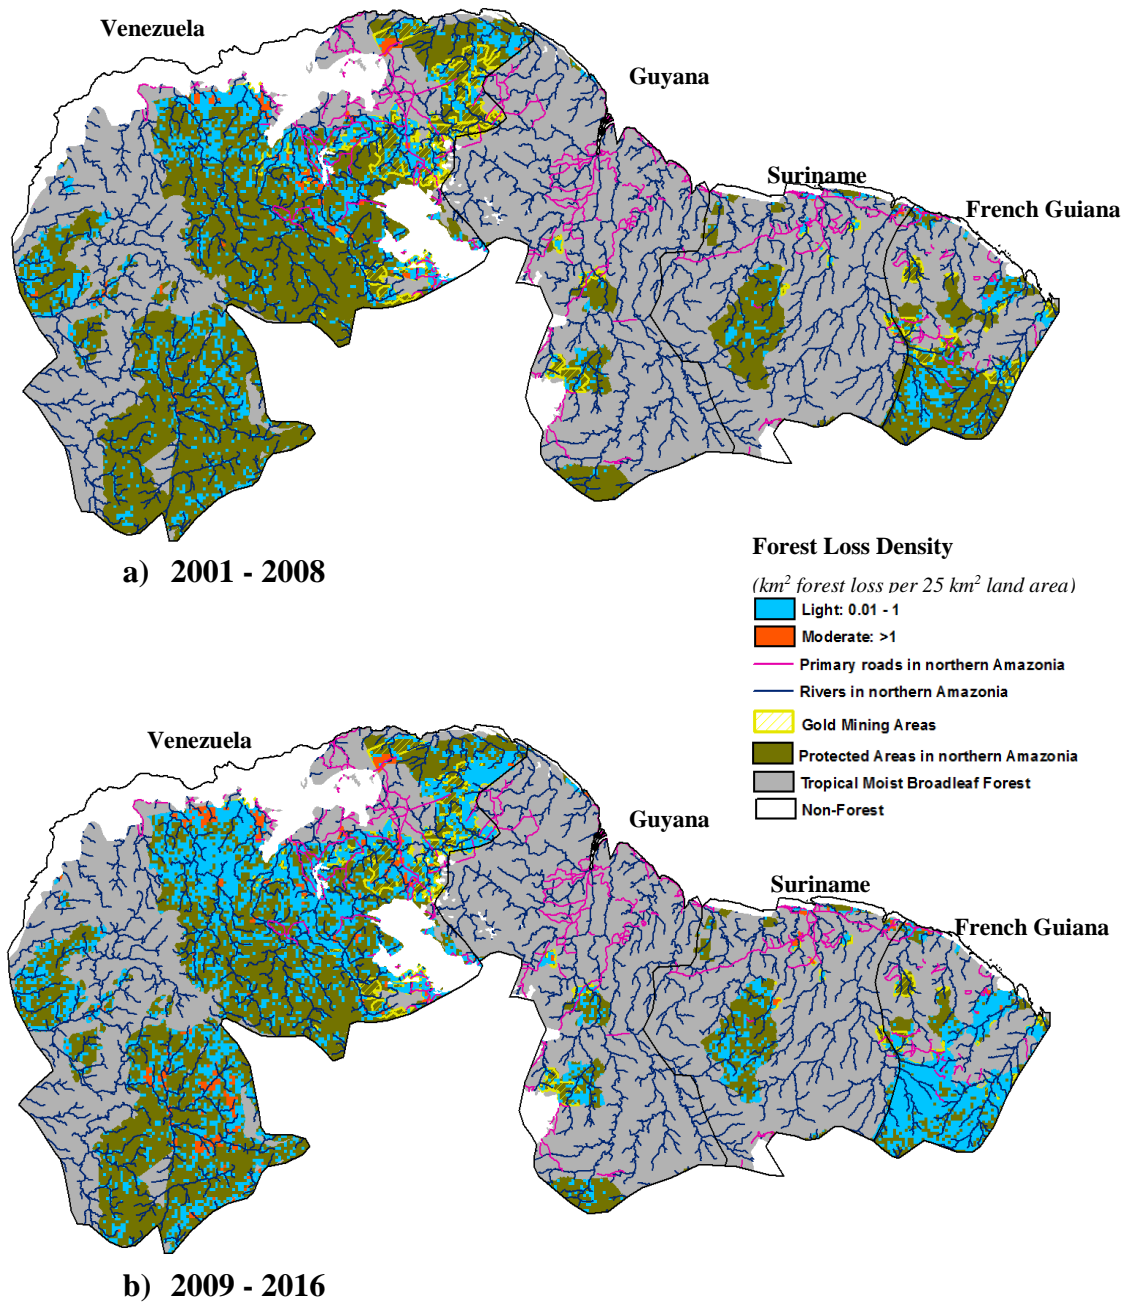 Venezuela
Guyana
Suriname
French Guiana
a) 2001 - 2008
Forest Loss Density
(km² forest loss per 25 km² land area)
Light: 0.01 - 1
Moderate: >1
Primary roads in northern Amazonia
Rivers in northern Amazonia
Gold Mining Areas
Protected Areas in northern Amazonia
Tropical Moist Broadleaf Forest
Non-Forest
Venezuela
Guyana
Suriname
French Guiana
b) 2009 - 2016